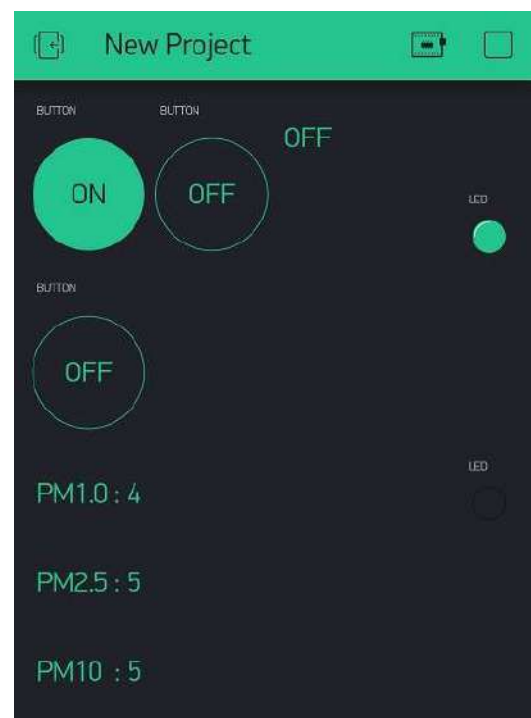 New Project
BUTTON BUTTON
OFF
ON OFF
LED
BUTTON
OFF
LED
PM1.0 : 4
PM2.5 : 5
PM10 : 5